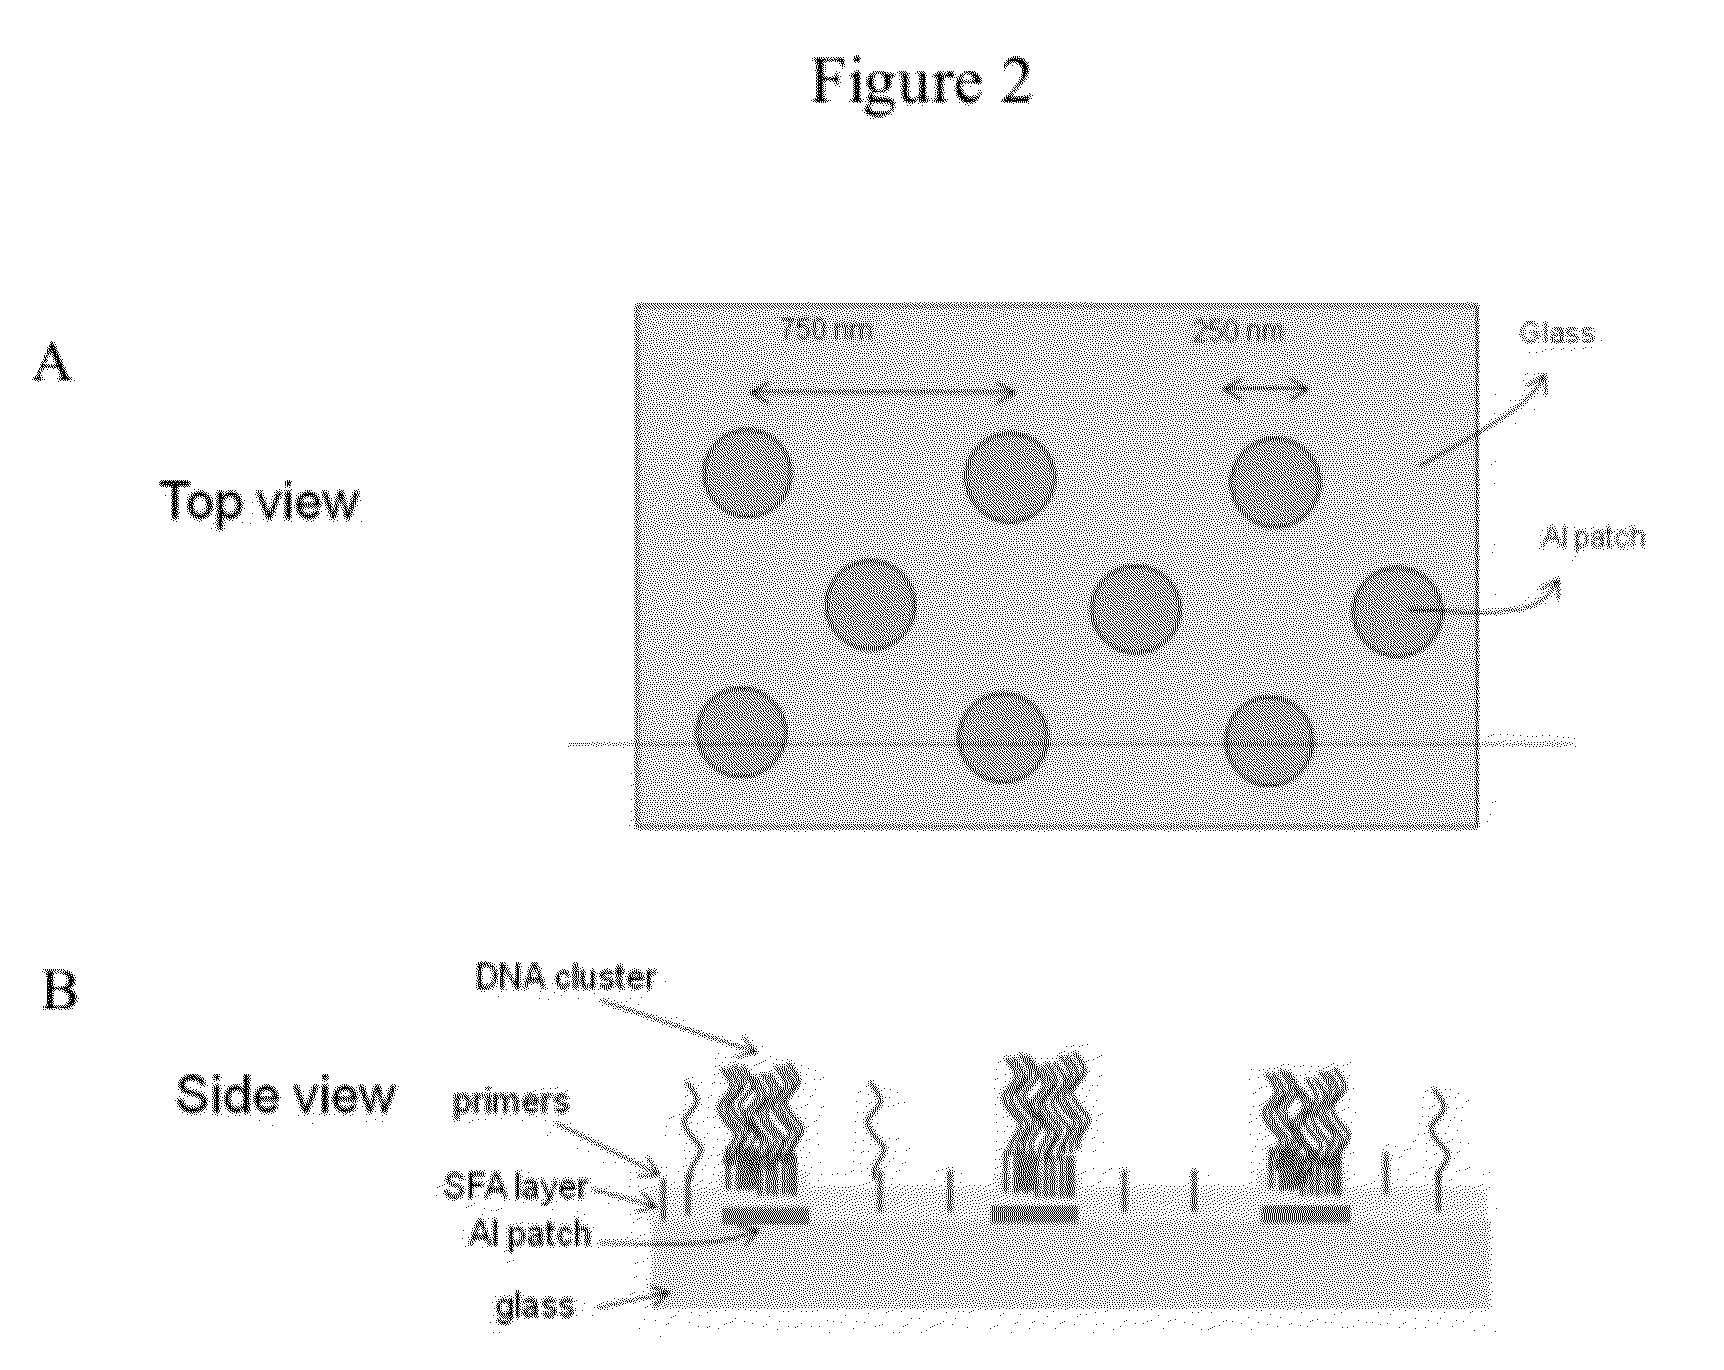 Figure 2
A
750 nm
250 nm
Glass
Top view
Al patch
B
DNA cluster
Side view
primers
SFA layer
Al patch
glass